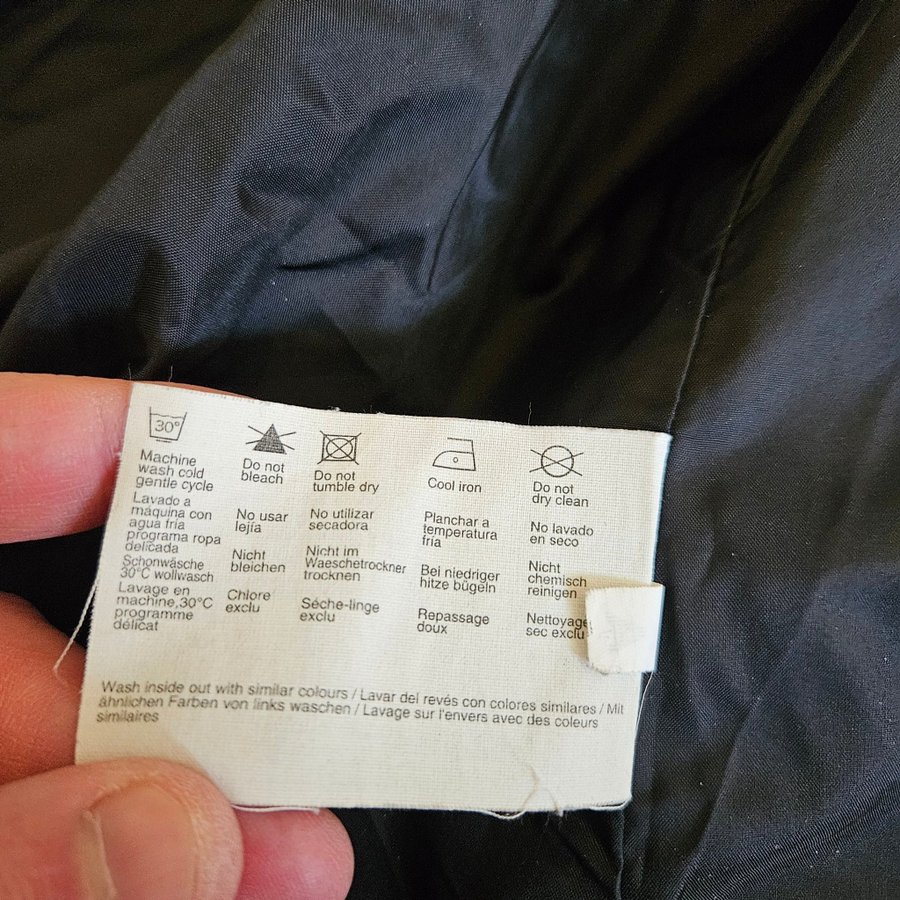 30°
Machine
wash cold
gentle cycle
Lavado a
máquina con
agua fria
programa ropa
delicada
Schonwäsche
30°C wollwasch
Lavage en
machine,30°C
programme
délicat
Do not
bleach
No usar
lejía
Nicht
bleichen
Chlore
exclu
Do not
tumble dry
No utilizar
secadora
Nicht im
Waeschetrockner
trocknen
Séche-linge
exclu
Cool iron
Planchar a
temperatura
fria
Bei niedriger
hitze bügeln
Repassage
doux
Do not
dry clean
No lavado
en seco
Nicht
chemisch
reinigen
Nettoyage
sec exclu
Wash inside out with similar colours / Lavar del revés con colores similares / Mit
ähnlichen Farben von links waschen / Lavage sur l'envers avec des coleurs
similaires